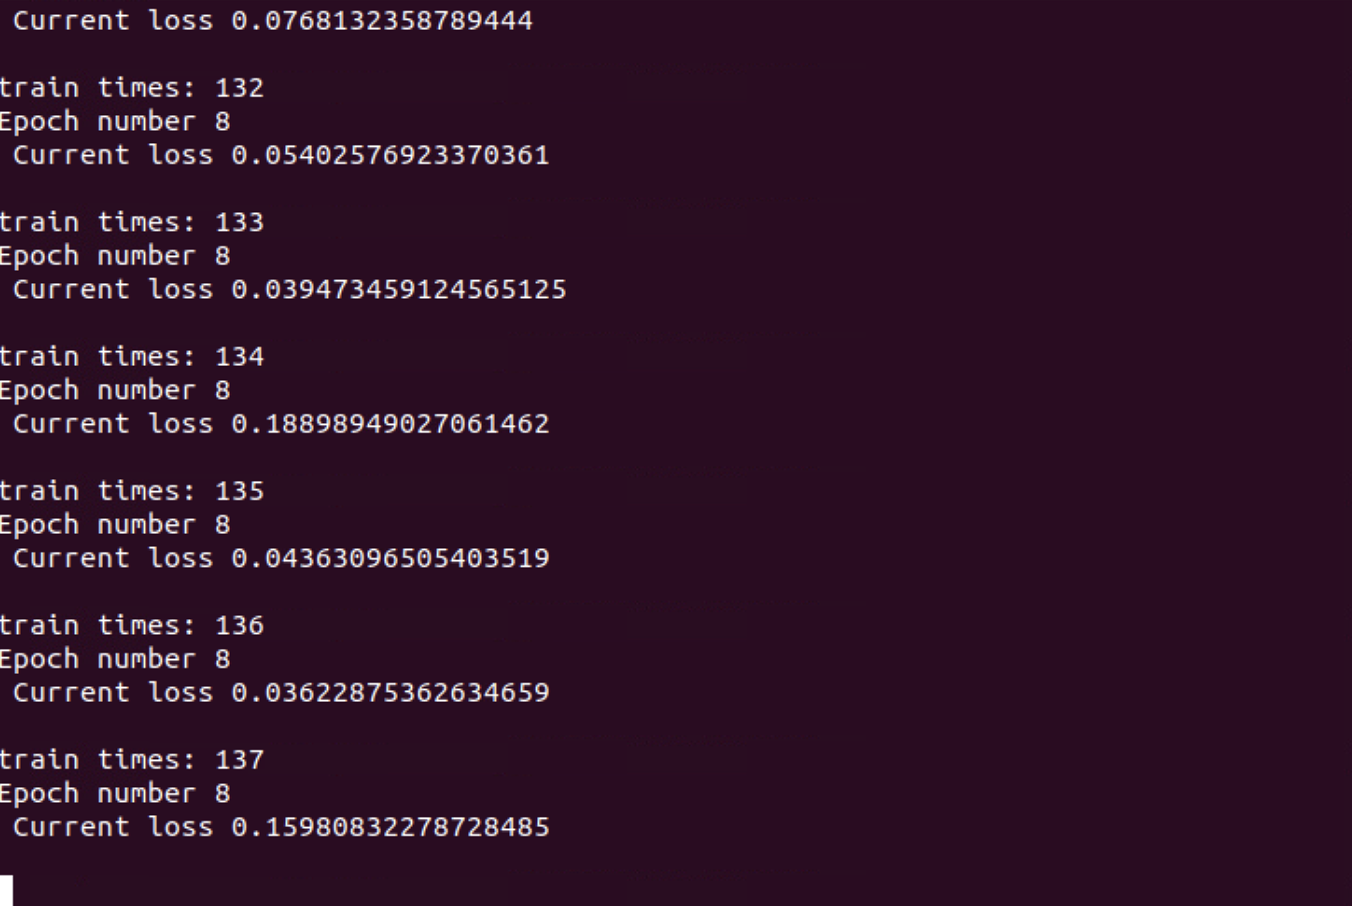 Current loss 0.0768132358789444
train times: 132
Epoch number 8
Current loss 0.05402576923370361
train times: 133
Epoch number 8
Current loss 0.039473459124565125
train times: 134
Epoch number 8
Current loss 0.18898949027061462
train times: 135
Epoch number 8
Current loss 0.04363096505403519
train times: 136
Epoch number 8
Current loss 0.03622875362634659
train times: 137
Epoch number 8
Current loss 0.15980832278728485